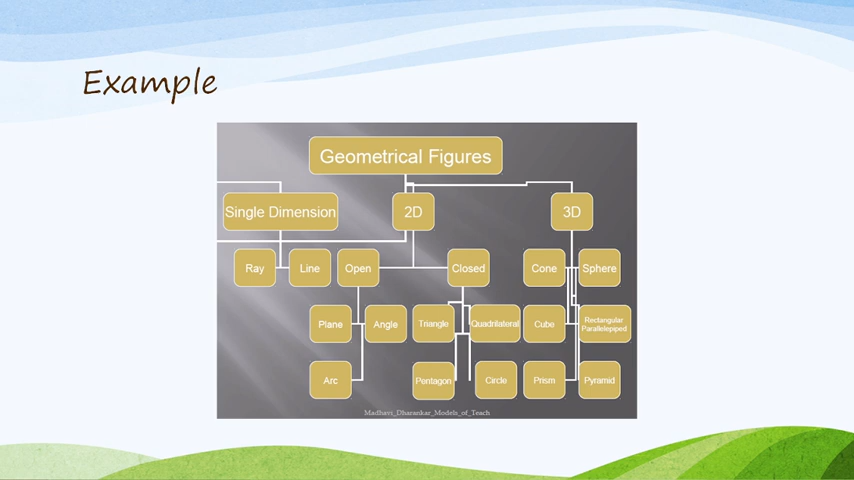 Example
Geometrical Figures
Single Dimension
2D
3D
Ray
Line
Open
Closed
Cone
Sphere
Plane
Angle
Triangle
Quadrilateral
Cube
Rectangular
Parallelepiped
Arc
Pentagon
Circle
Prism
Pyramid
Madhavi_Dharankar_Models_of_Teach